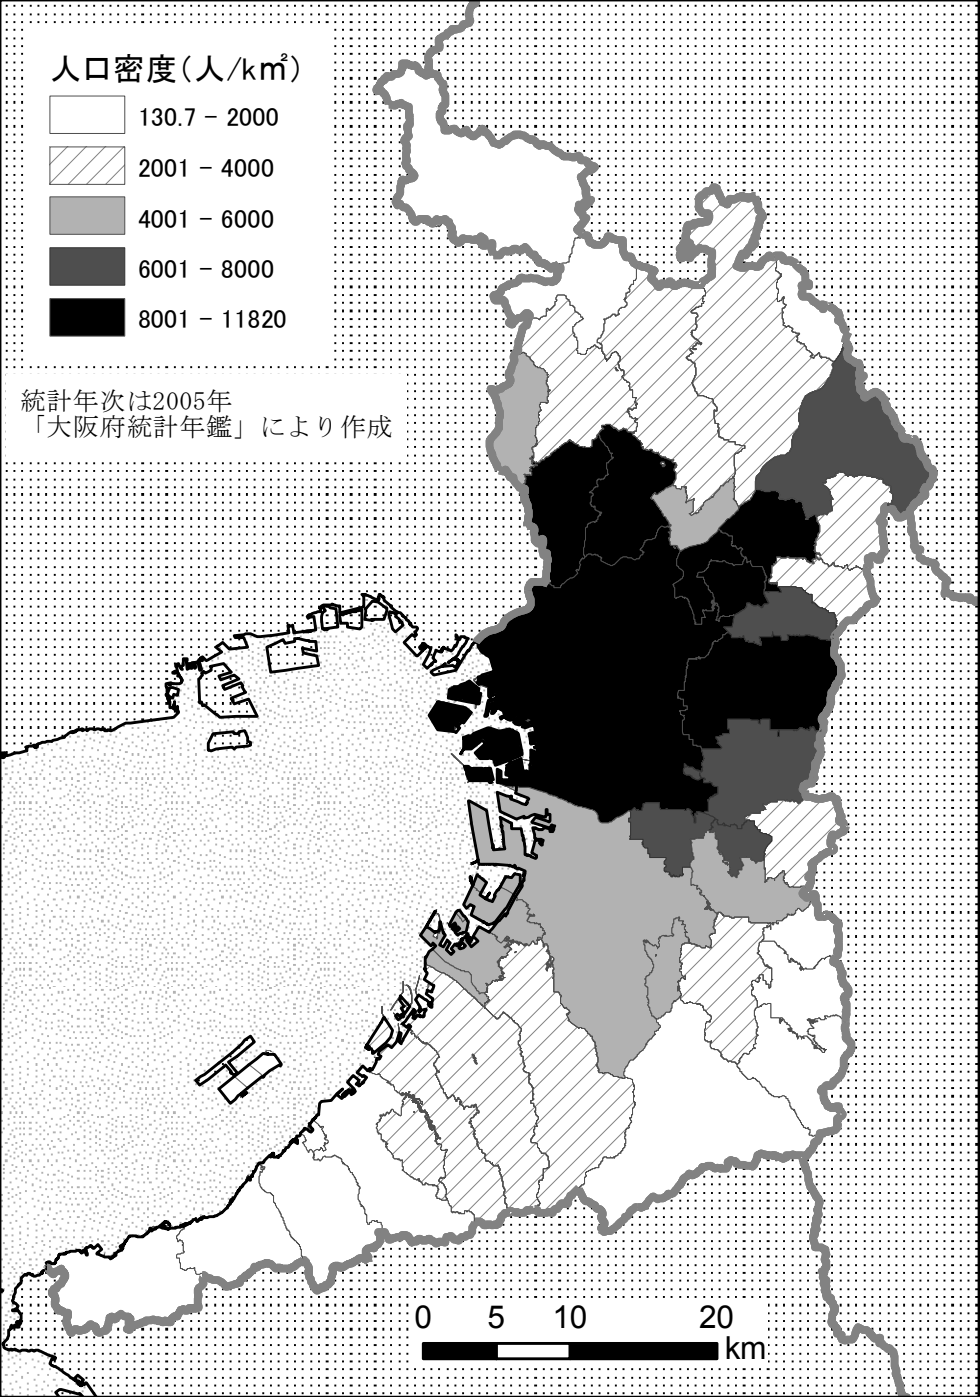 人口密度(人/k㎡)
130.7 - 2000
2001 - 4000
4001 - 6000
6001 - 8000
8001 - 11820
統計年次は2005年
「大阪府統計年鑑」により作成
0 5 10 20
km